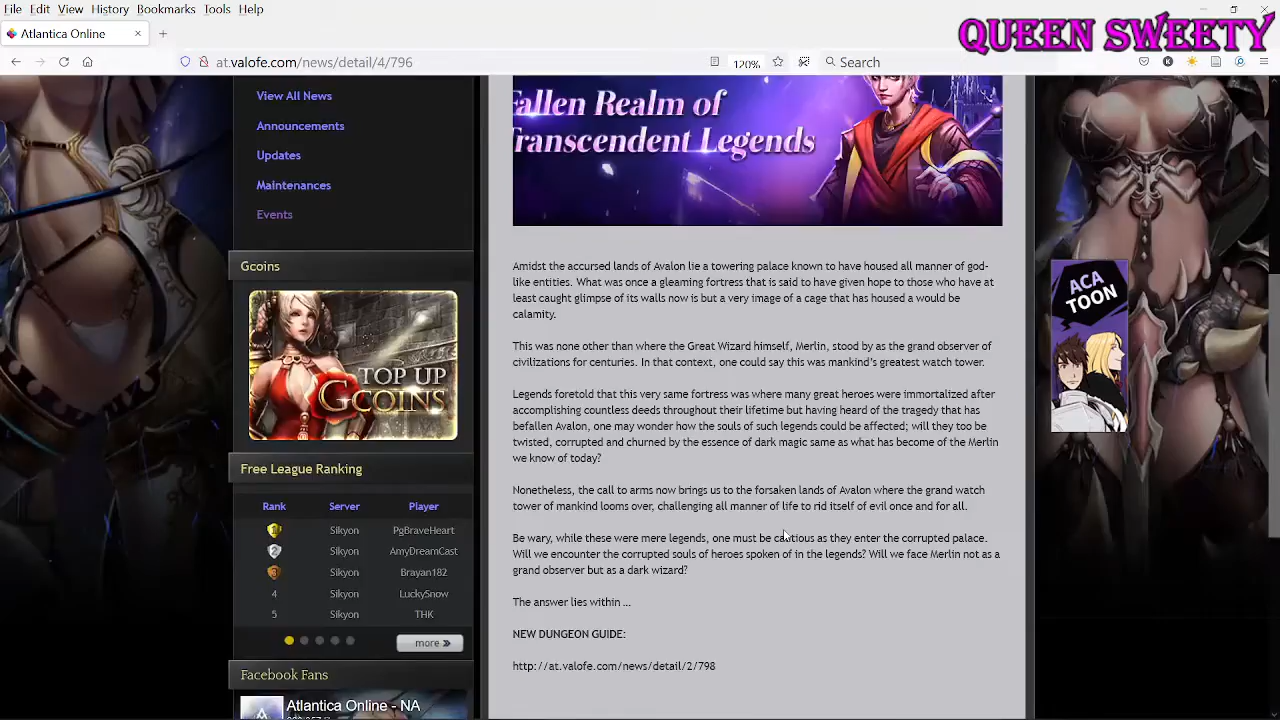 File Edit View History Bookmarks Tools Help
QUEEN SWEETY
Atlantica Online
at.valofe.com/news/detail/4/796
120%
Search
View All News
Announcements
Updates
Maintenances
Events
Gcoins
TOP UP
GCOINS
Free League Ranking
Rank Server Player
1 Sikyon PgBraveHeart
2 Sikyon AmyDreamCast
3 Sikyon Brayan182
4 Sikyon LuckySnow
5 Sikyon THK
more »
Facebook Fans
Atlantica Online - NA
Fallen Realm of
Transcendent Legends
Amidst the accursed lands of Avalon lie a towering palace known to have housed all manner of god-
like entities. What was once a gleaming fortress that is said to have given hope to those who have at
least caught glimpse of its walls now is but a very image of a cage that has housed a would be
calamity.
This was none other than where the Great Wizard himself, Merlin, stood by as the grand observer of
civilizations for centuries. In that context, one could say this was mankind's greatest watch tower.
Legends foretold that this very same fortress was where many great heroes were immortalized after
accomplishing countless deeds throughout their lifetime but having heard of the tragedy that has
befallen Avalon, one may wonder how the souls of such legends could be affected; will they too be
twisted, corrupted and churned by the essence of dark magic same as what has become of the Merlin
we know of today?
Nonetheless, the call to arms now brings us to the forsaken lands of Avalon where the grand watch
tower of mankind looms over, challenging all manner of life to rid itself of evil once and for all.
Be wary, while these were mere legends, one must be cautious as they enter the corrupted palace.
Will we encounter the corrupted souls of heroes spoken of in the legends? Will we face Merlin not as a
grand observer but as a dark wizard?
The answer lies within ...
NEW DUNGEON GUIDE:
http://at.valofe.com/news/detail/2/798
ACA
TOON